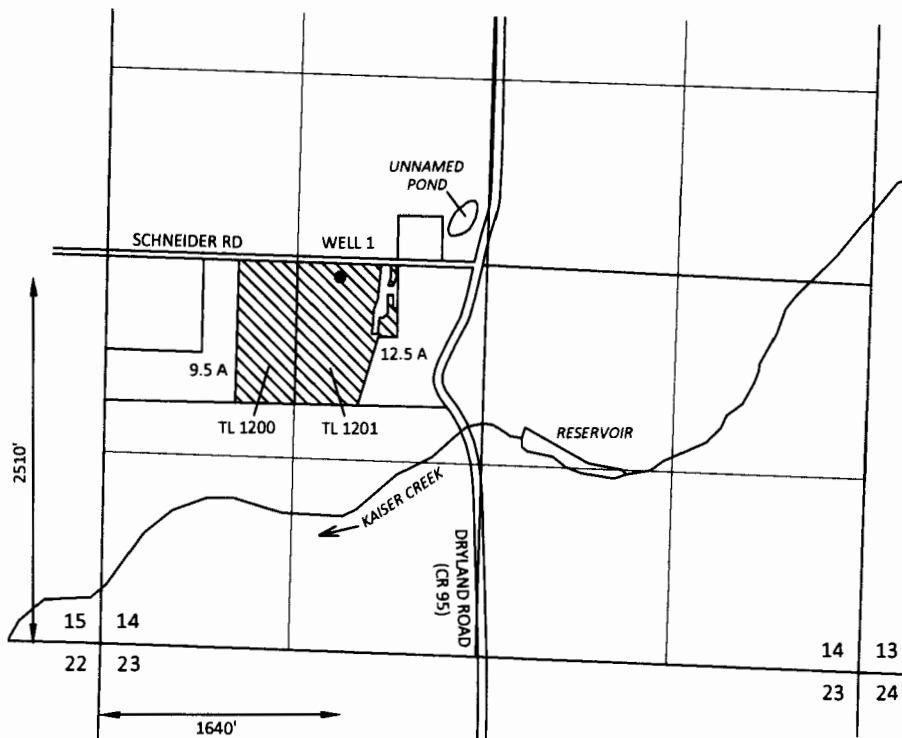 UNNAMED
POND
SCHNEIDER RD
WELL 1
9.5 A
12.5 A
TL 1200
TL 1201
2510'
RESERVOIR
KAISER CREEK
DRYLAND ROAD
(CR 95)
15 14
22 23
14 13
23 24
1640'